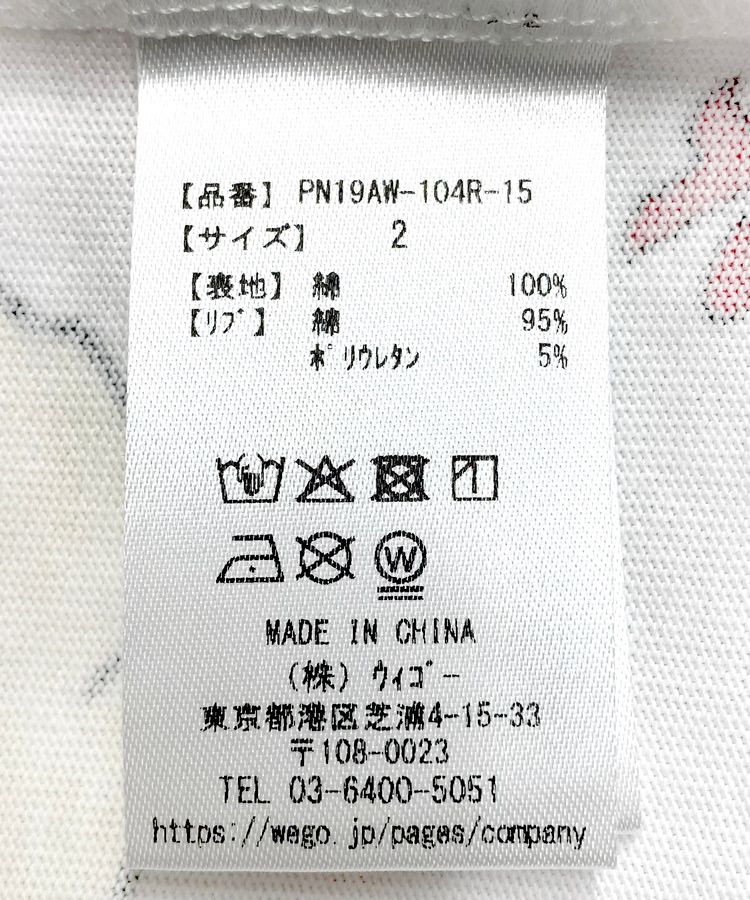 【品番】 PN19AW-104R-15
【サイズ】 2
【表地】 綿 100%
【ﾘﾌﾞ】 綿 95%
ﾎﾟﾘｳﾚﾀﾝ 5%
W
MADE IN CHINA
(株) ｳｨｺﾞｰ
東京都港区芝浦4-15-33
〒108-0023
TEL 03-6400-5051
https://wego.jp/pages/company